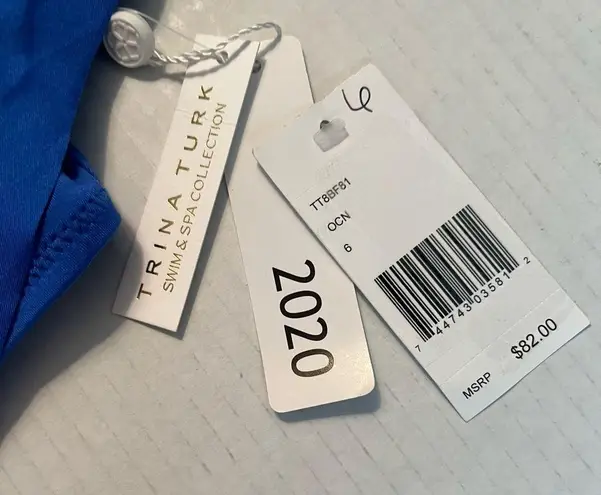 TRINA TURK
SWIM & SPA COLLECTION
2020
6
TT8BF81
OCN
6
7 44743 03581 2
MSRP $82.00